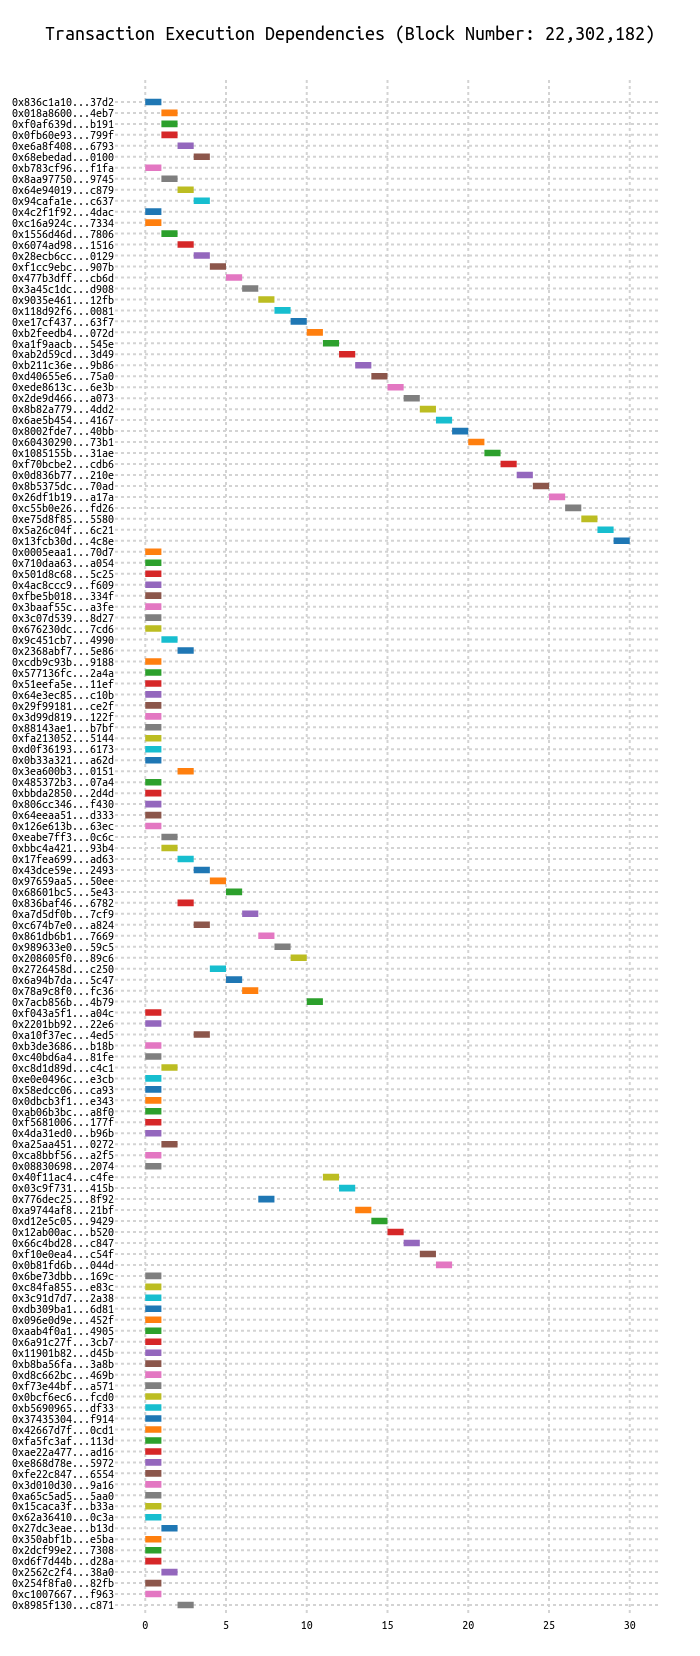 Transaction Execution Dependencies (Block Number: 22,302,182)
0x836c1a10...37d2
0x018a8600...4eb7
0xf0af639d...b191
0x0fb60e93...799f
0xe6a8f408...6793
0x68ebedad...0100
0xb783cf96...f1fa
0x8aa97750...9745
0x64e94019...c879
0x94cafa1e...c637
0x4c2f1f92...4dac
0xc16a924c...7334
0x1556d46d...7806
0x6074ad98...1516
0x28ecb6cc...0129
0xf1cc9ebc...907b
0x477b3dff...cb6d
0x3a45c1dc...d908
0x9035e461...12fb
0x118d92f6...0081
0xe17cf437...63f7
0xb2feedb4...072d
0xa1f9aacb...545e
0xab2d59cd...3d49
0xb211c36e...9b86
0xd40655e6...75a0
0xede8613c...6e3b
0x2de9d466...a073
0x8b82a779...4dd2
0x6ae5b454...4167
0x8002fde7...40bb
0x60430290...73b1
0x1085155b...31ae
0xf70bcbe2...cdb6
0x0d836b77...210e
0x8b5375dc...70ad
0x26df1b19...a17a
0xc55b0e26...fd26
0xe75d8f85...5580
0x5a26c04f...6c21
0x13fcb30d...4c8e
0x0005eaa1...70d7
0x710daa63...a054
0x501d8c68...5c25
0x4ac8ccc9...f609
0xfbe5b018...334f
0x3baaf55c...a3fe
0x3c07d539...8d27
0x676230dc...7cd6
0x9c451cb7...4990
0x2368abf7...5e86
0xcdb9c93b...9188
0x577136fc...2a4a
0x51eefa5e...11ef
0x64e3ec85...c10b
0x29f99181...ce2f
0x3d99d819...122f
0x88143ae1...b7bf
0xfa213052...5144
0xd0f36193...6173
0x0b33a321...a62d
0x3ea600b3...0151
0x485372b3...07a4
0xbbda2850...2d4d
0x806cc346...f430
0x64eeaa51...d333
0x126e613b...63ec
0xeabe7ff3...0c6c
0xbbc4a421...93b4
0x17fea699...ad63
0x43dce59e...2493
0x97659aa5...50ee
0x68601bc5...5e43
0x836baf46...6782
0xa7d5df0b...7cf9
0xc674b7e0...a824
0x861db6b1...7669
0x989633e0...59c5
0x208605f0...89c6
0x2726458d...c250
0x6a94b7da...5c47
0x78a9c8f0...fc36
0x7acb856b...4b79
0xf043a5f1...a04c
0x2201bb92...22e6
0xa10f37ec...4ed5
0xb3de3686...b18b
0xc40bd6a4...81fe
0xc8d1d89d...c4c1
0xe0e0496c...e3cb
0x58edcc06...ca93
0x0dbcb3f1...e343
0xab06b3bc...a8f0
0xf5681006...177f
0x4da31ed0...b96b
0xa25aa451...0272
0xca8bbf56...a2f5
0x08830698...2074
0x40f11ac4...c4fe
0x03c9f731...415b
0x776dec25...8f92
0xa9744af8...21bf
0xd12e5c05...9429
0x12ab00ac...b520
0x66c4bd28...c847
0xf10e0ea4...c54f
0x0b81fd6b...044d
0x6be73dbb...169c
0xc84fa855...e83c
0x3c91d7d7...2a38
0xdb309ba1...6d81
0x096e0d9e...452f
0xaab4f0a1...4905
0x6a91c27f...3cb7
0x11901b82...d45b
0xb8ba56fa...3a8b
0xd8c662bc...469b
0xf73e44bf...a571
0x0bcf6ec6...fcd0
0xb5690965...df33
0x37435304...f914
0x42667d7f...0cd1
0xfa5fc3af...113d
0xae22a477...ad16
0xe868d78e...5972
0xfe22c847...6554
0x3d010d30...9a16
0xa65c5ad5...5aa0
0x15caca3f...b33a
0x62a36410...0c3a
0x27dc3eae...b13d
0x350abf1b...e5ba
0x2dcf99e2...7308
0xd6f7d44b...d28a
0x2562c2f4...38a0
0x254f8fa0...82fb
0xc1007667...f963
0x8985f130...c871
0 5 10 15 20 25 30